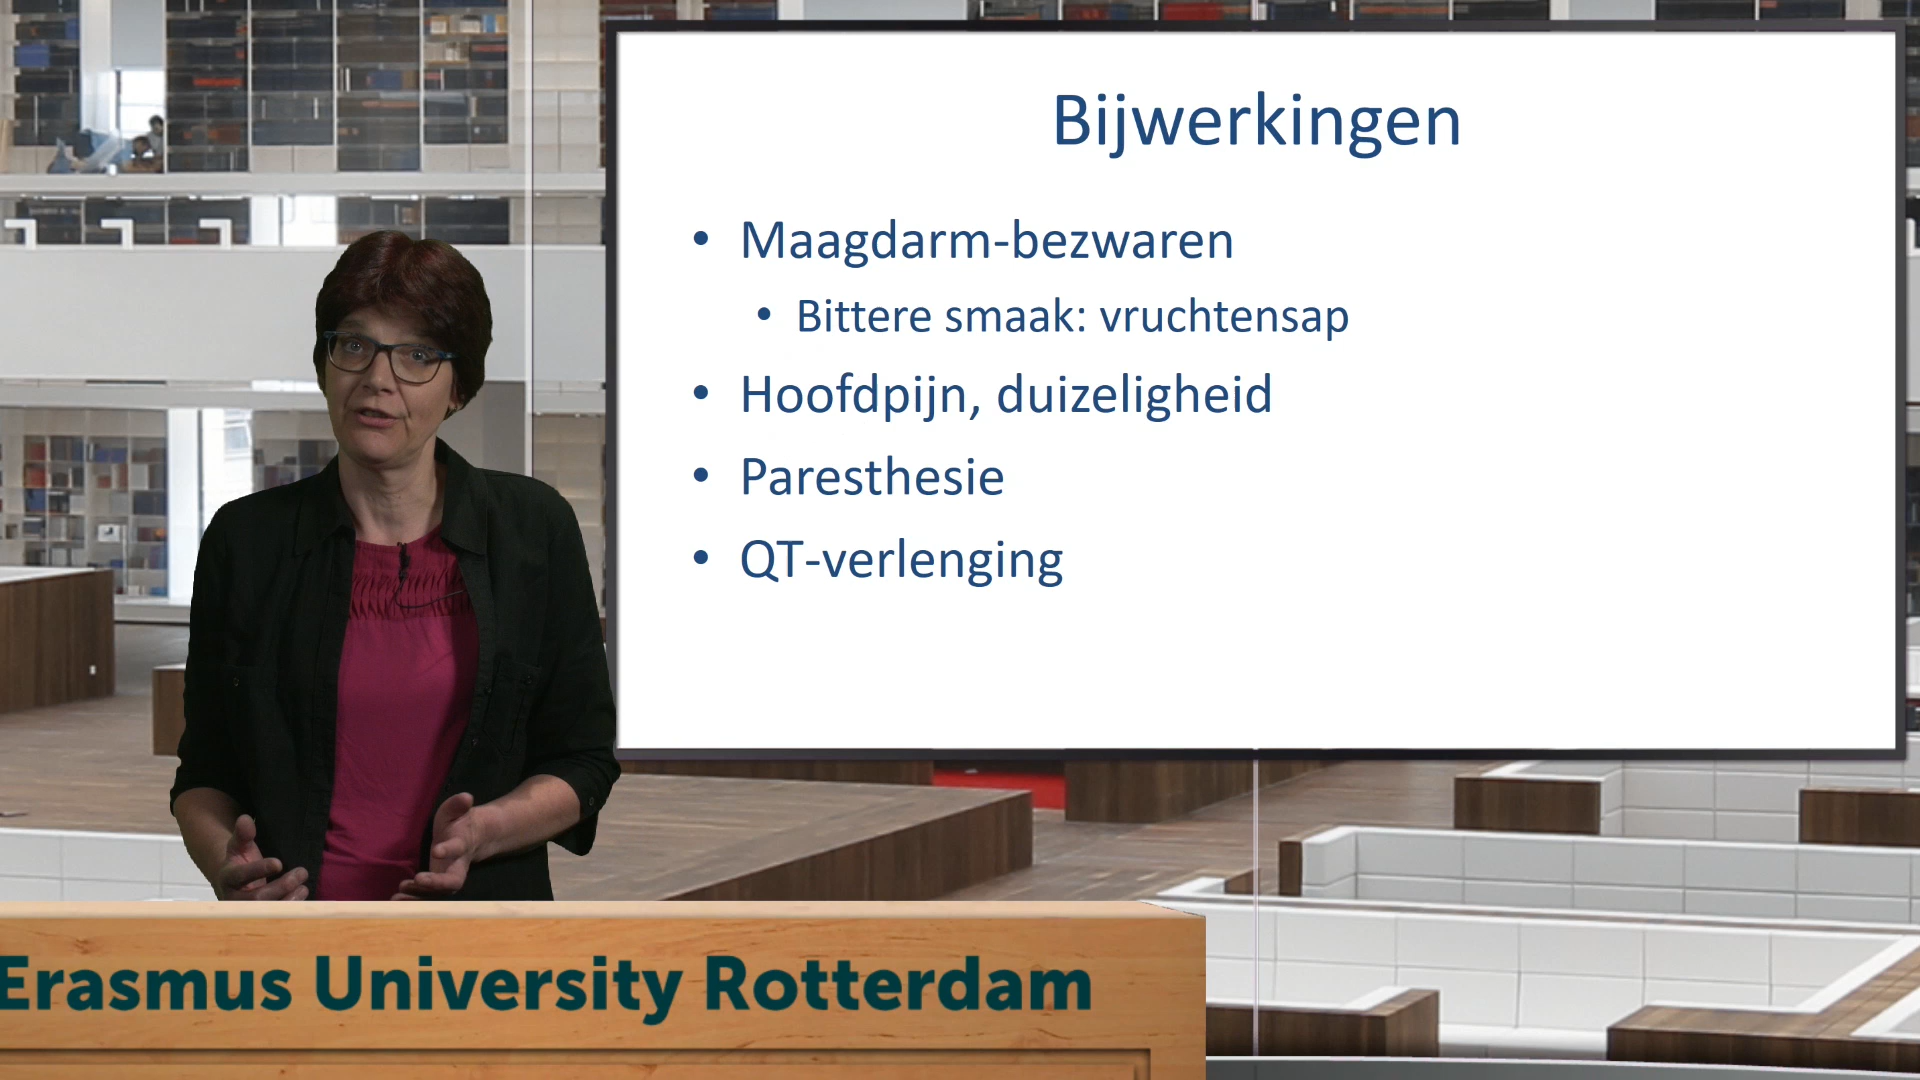 Bijwerkingen
• Maagdarm-bezwaren
• Bittere smaak: vruchtensap
• Hoofdpijn, duizeligheid
• Paresthesie
• QT-verlenging
Erasmus University Rotterdam